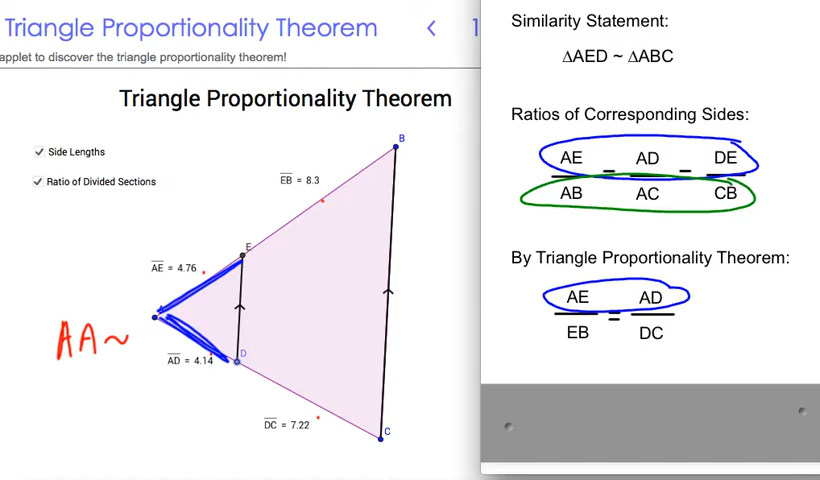 Triangle Proportionality Theorem
< 1
applet to discover the triangle proportionality theorem!
Triangle Proportionality Theorem
Side Lengths
Ratio of Divided Sections
B
EB = 8.3
E
AE = 4.76
AA~
D
AD = 4.14
DC = 7.22
C
Similarity Statement:
ΔAED ~ ΔABC
Ratios of Corresponding Sides:
AE = AD = DE
AB AC CB
By Triangle Proportionality Theorem:
AE = AD
EB DC